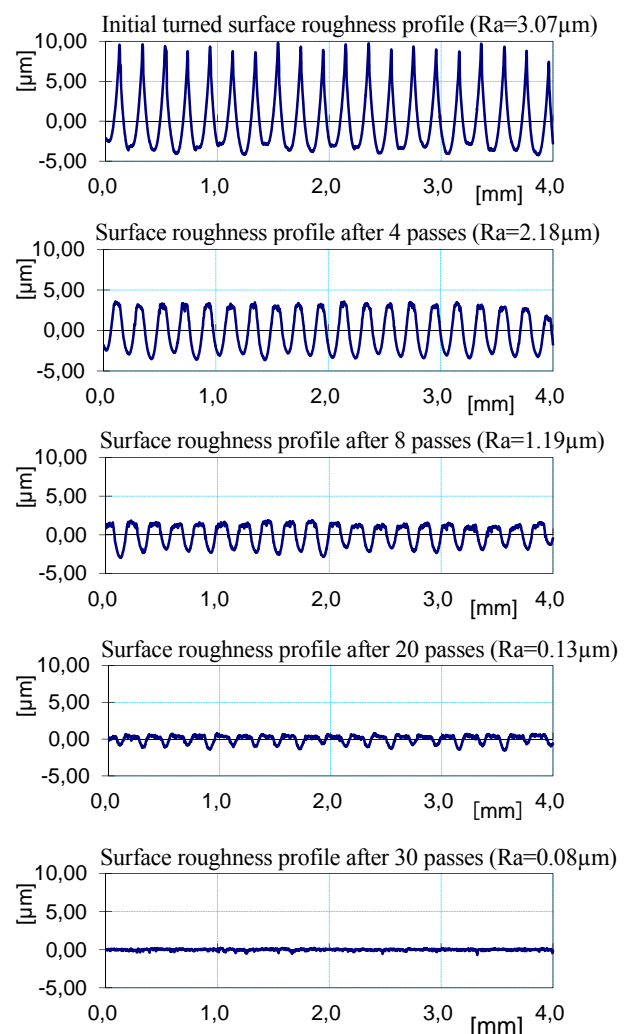 Initial turned surface roughness profile (Ra=3.07µm)
[µm]
10,00
5,00
0,00
-5,00
0,0 1,0 2,0 3,0 4,0
[mm]
Surface roughness profile after 4 passes (Ra=2.18µm)
[µm]
10,00
5,00
0,00
-5,00
0,0 1,0 2,0 3,0 4,0
[mm]
Surface roughness profile after 8 passes (Ra=1.19µm)
[µm]
10,00
5,00
0,00
-5,00
0,0 1,0 2,0 3,0 4,0
[mm]
Surface roughness profile after 20 passes (Ra=0.13µm)
[µm]
10,00
5,00
0,00
-5,00
0,0 1,0 2,0 3,0 4,0
[mm]
Surface roughness profile after 30 passes (Ra=0.08µm)
[µm]
10,00
5,00
0,00
-5,00
0,0 1,0 2,0 3,0 4,0
[mm]